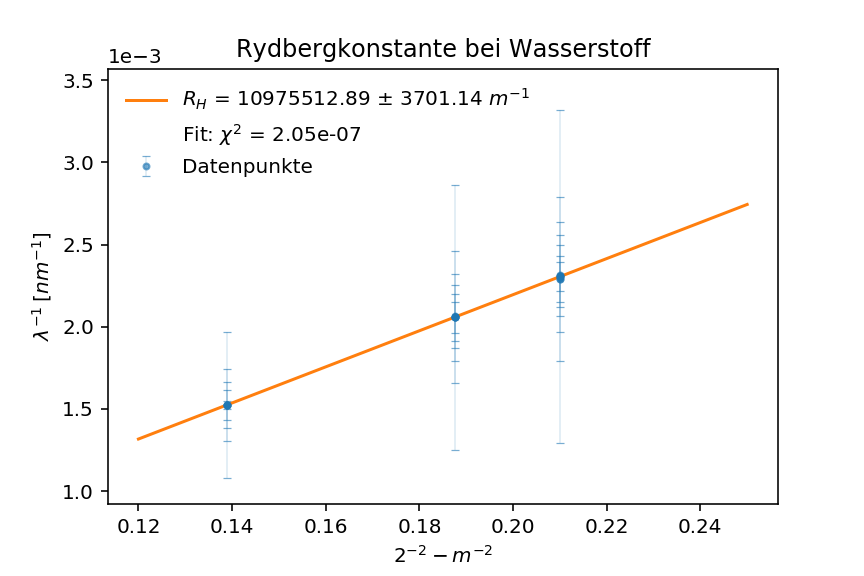 Rydbergkonstante bei Wasserstoff
1e−3
R_H = 10975512.89 ± 3701.14 m⁻¹
Fit: χ² = 2.05e-07
Datenpunkte
3.5
3.0
2.5
2.0
1.5
1.0
λ⁻¹ [nm⁻¹]
0.12 0.14 0.16 0.18 0.20 0.22 0.24
2⁻² − m⁻²